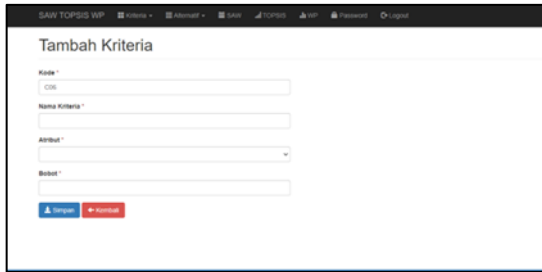 SAW TOPSIS WP Kriteria Alternatif SAW TOPSIS WP Password Logout
Tambah Kriteria
Kode *
C06
Nama Kriteria *
Atribut *
Bobot *
Simpan Kembali